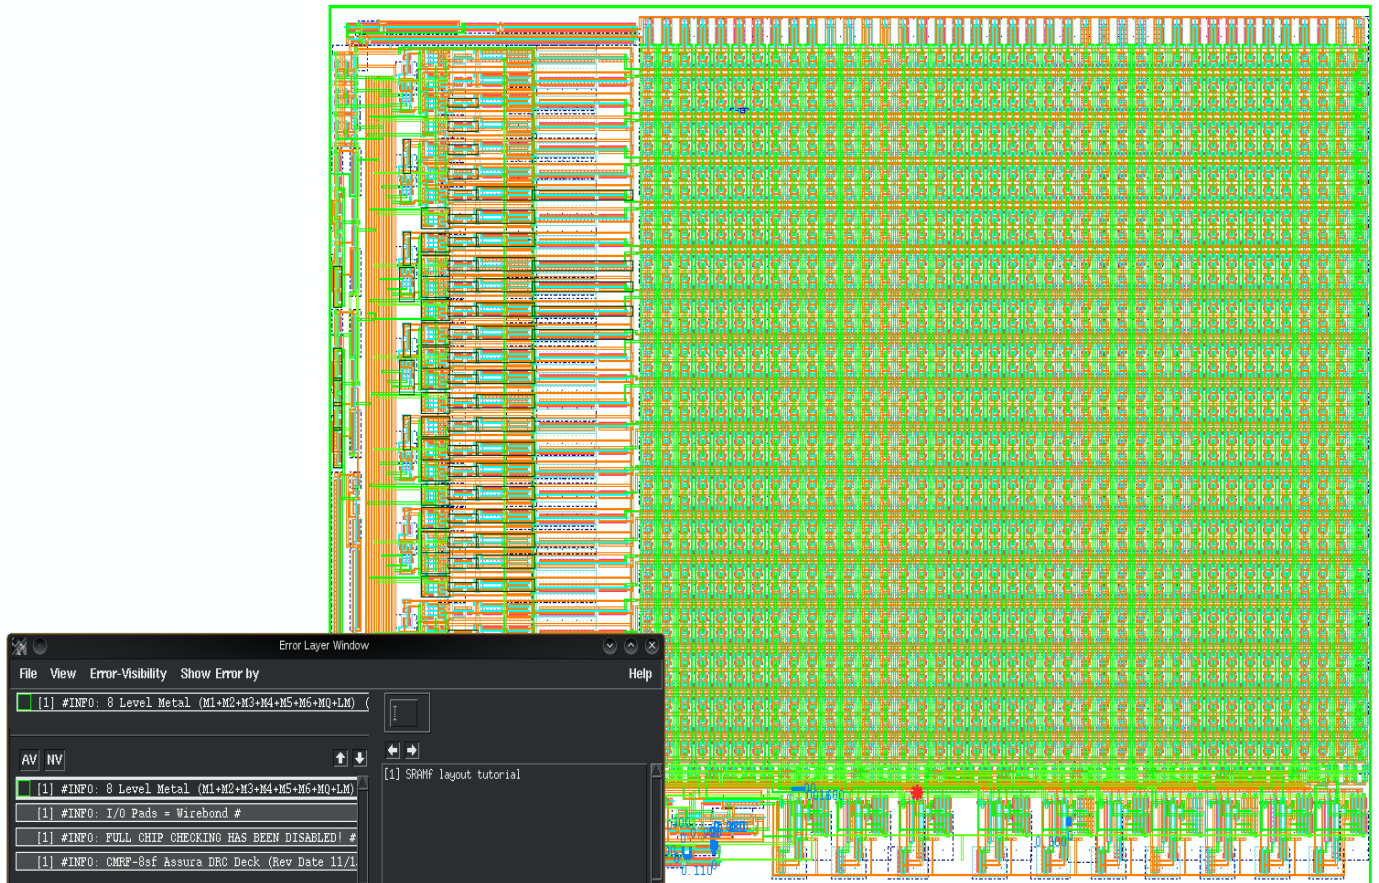 Error Layer Window
File View Error-Visibility Show Error by Help
[1] #INFO: 8 Level Metal (M1+M2+M3+M4+M5+M6+MQ+LM) (
AV NV
[1] SRAMf layout tutorial
[1] #INFO: 8 Level Metal (M1+M2+M3+M4+M5+M6+MQ+LM)
[1] #INFO: I/O Pads = Wirebond #
[1] #INFO: FULL CHIP CHECKING HAS BEEN DISABLED! #
[1] #INFO: CMRF-8sf Assura DRC Deck (Rev Date 11/1
0.110